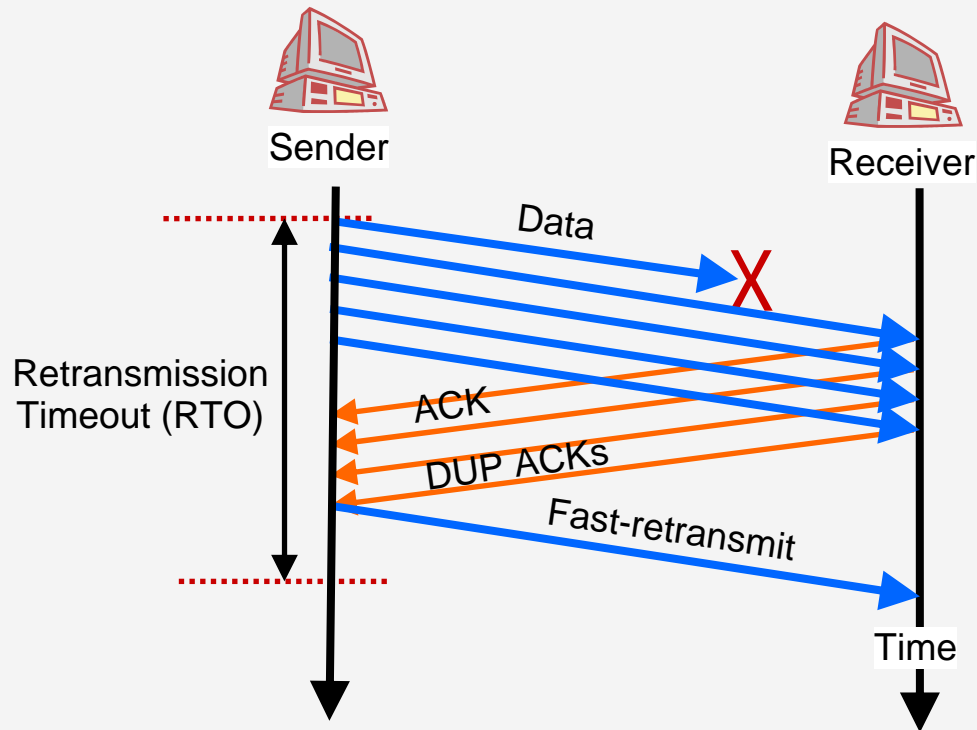 Sender
Receiver
Data
X
Retransmission
Timeout (RTO)
ACK
DUP ACKs
Fast-retransmit
Time